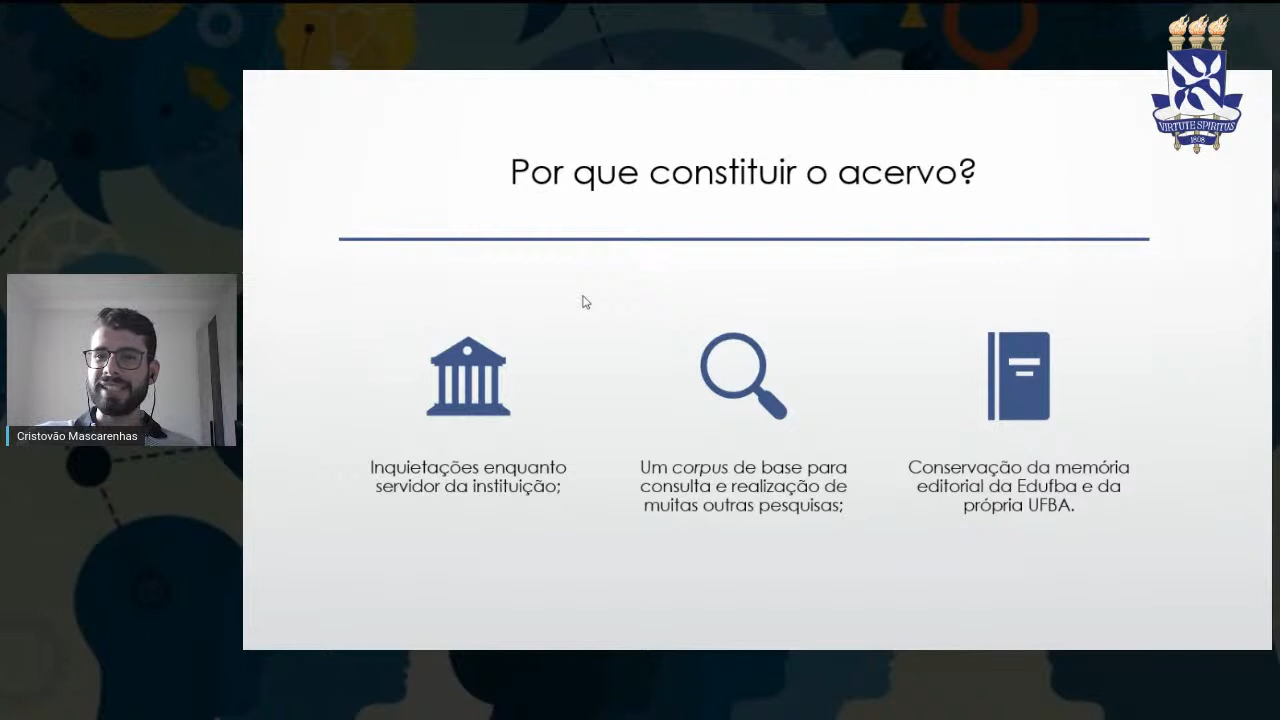 VIRTUTE SPIRITUS
1808
Por que constituir o acervo?
Cristovão Mascarenhas
Inquietações enquanto
servidor da instituição;
Um corpus de base para
consulta e realização de
muitas outras pesquisas;
Conservação da memória
editorial da Edufba e da
própria UFBA.